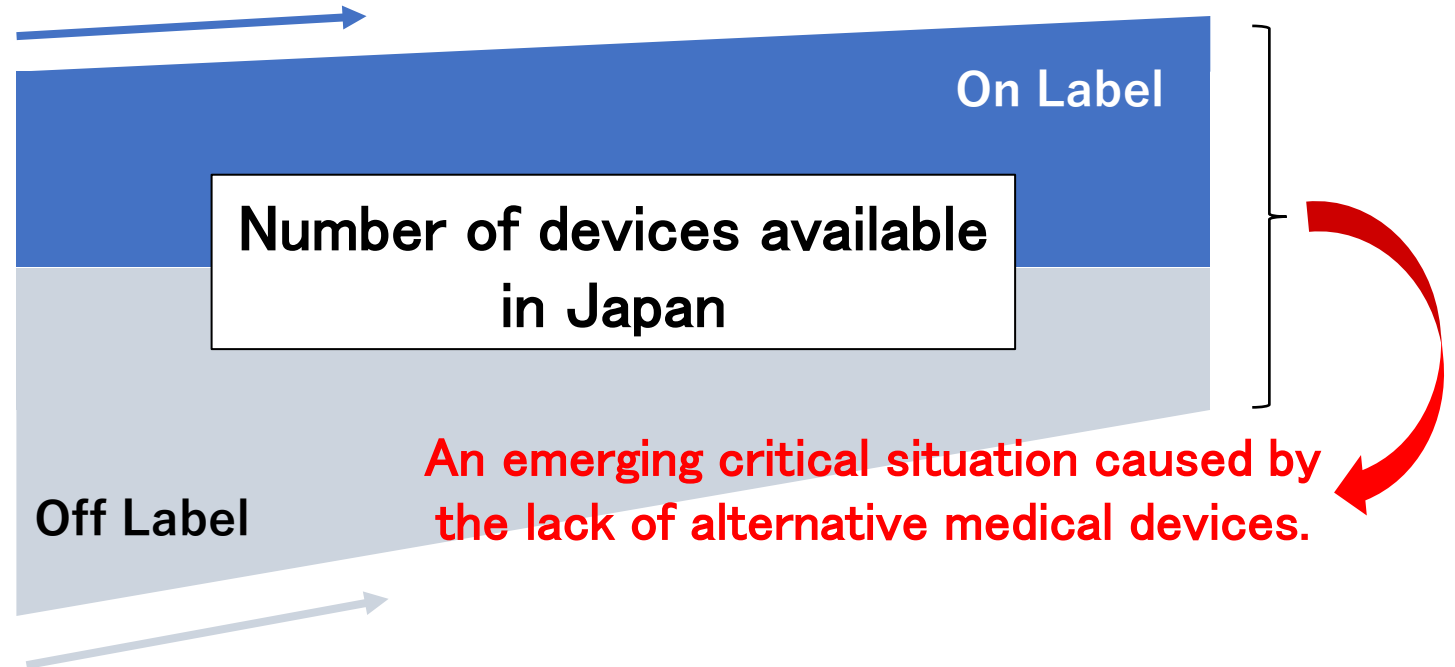 On Label
Number of devices available
in Japan
An emerging critical situation caused by
the lack of alternative medical devices.
Off Label